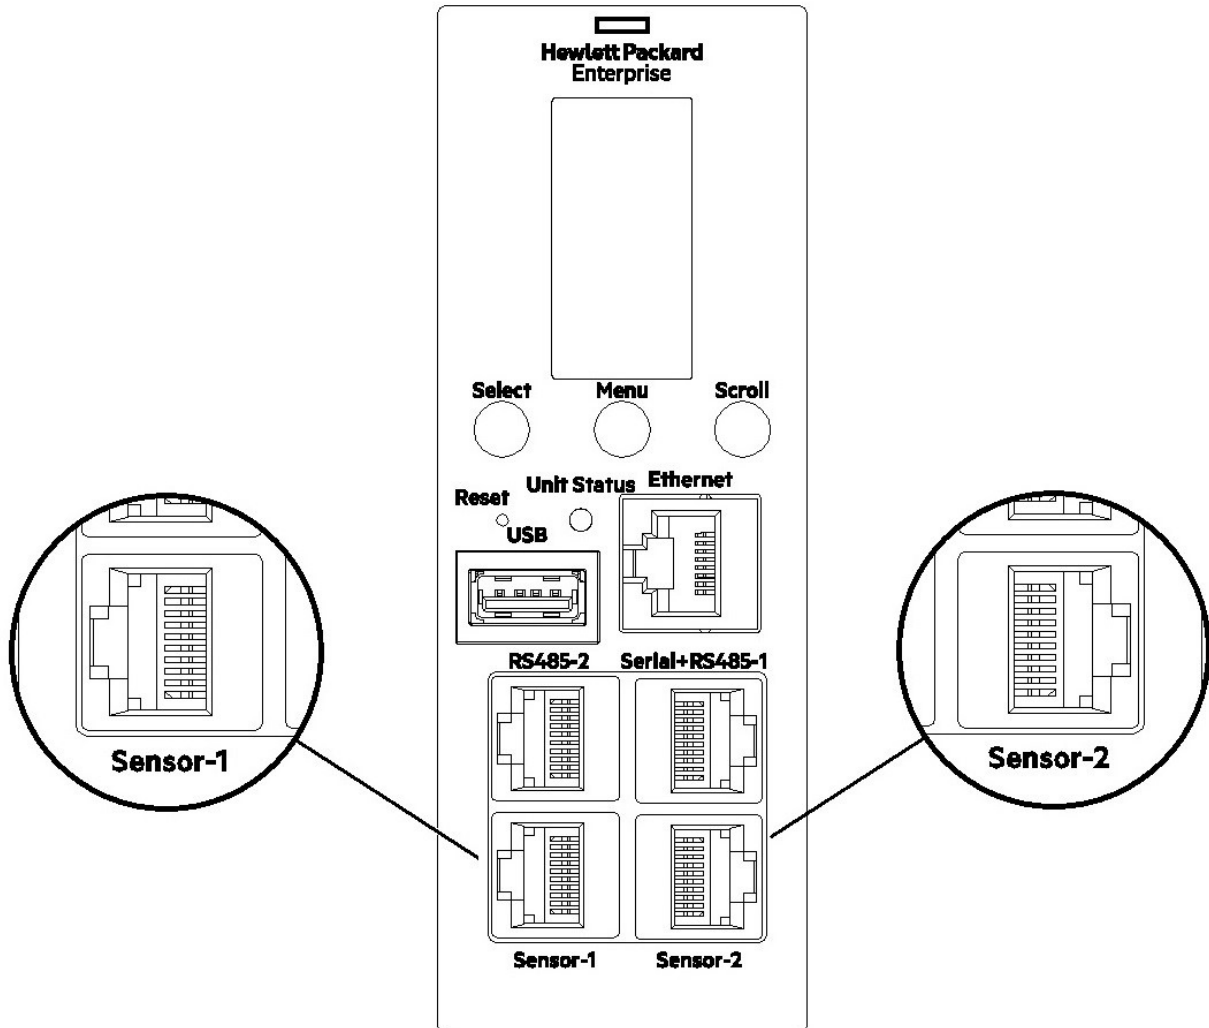 Hewlett Packard
Enterprise
Select Menu Scroll
Reset Unit Status Ethernet
USB
RS485-2 Serial+RS485-1
Sensor-1
Sensor-2
Sensor-1 Sensor-2